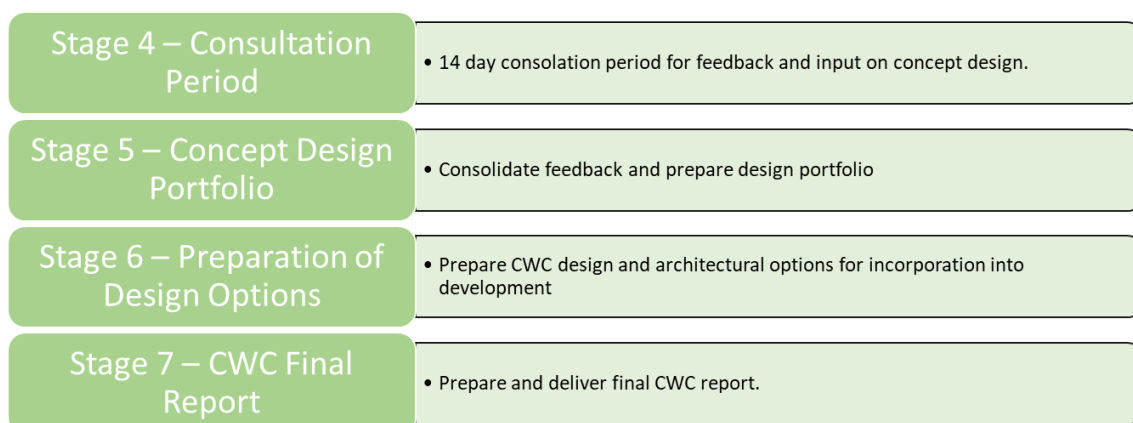 Stage 4 – Consultation
Period
• 14 day consolation period for feedback and input on concept design.
Stage 5 – Concept Design
Portfolio
• Consolidate feedback and prepare design portfolio
Stage 6 – Preparation of
Design Options
• Prepare CWC design and architectural options for incorporation into
development
Stage 7 – CWC Final
Report
• Prepare and deliver final CWC report.